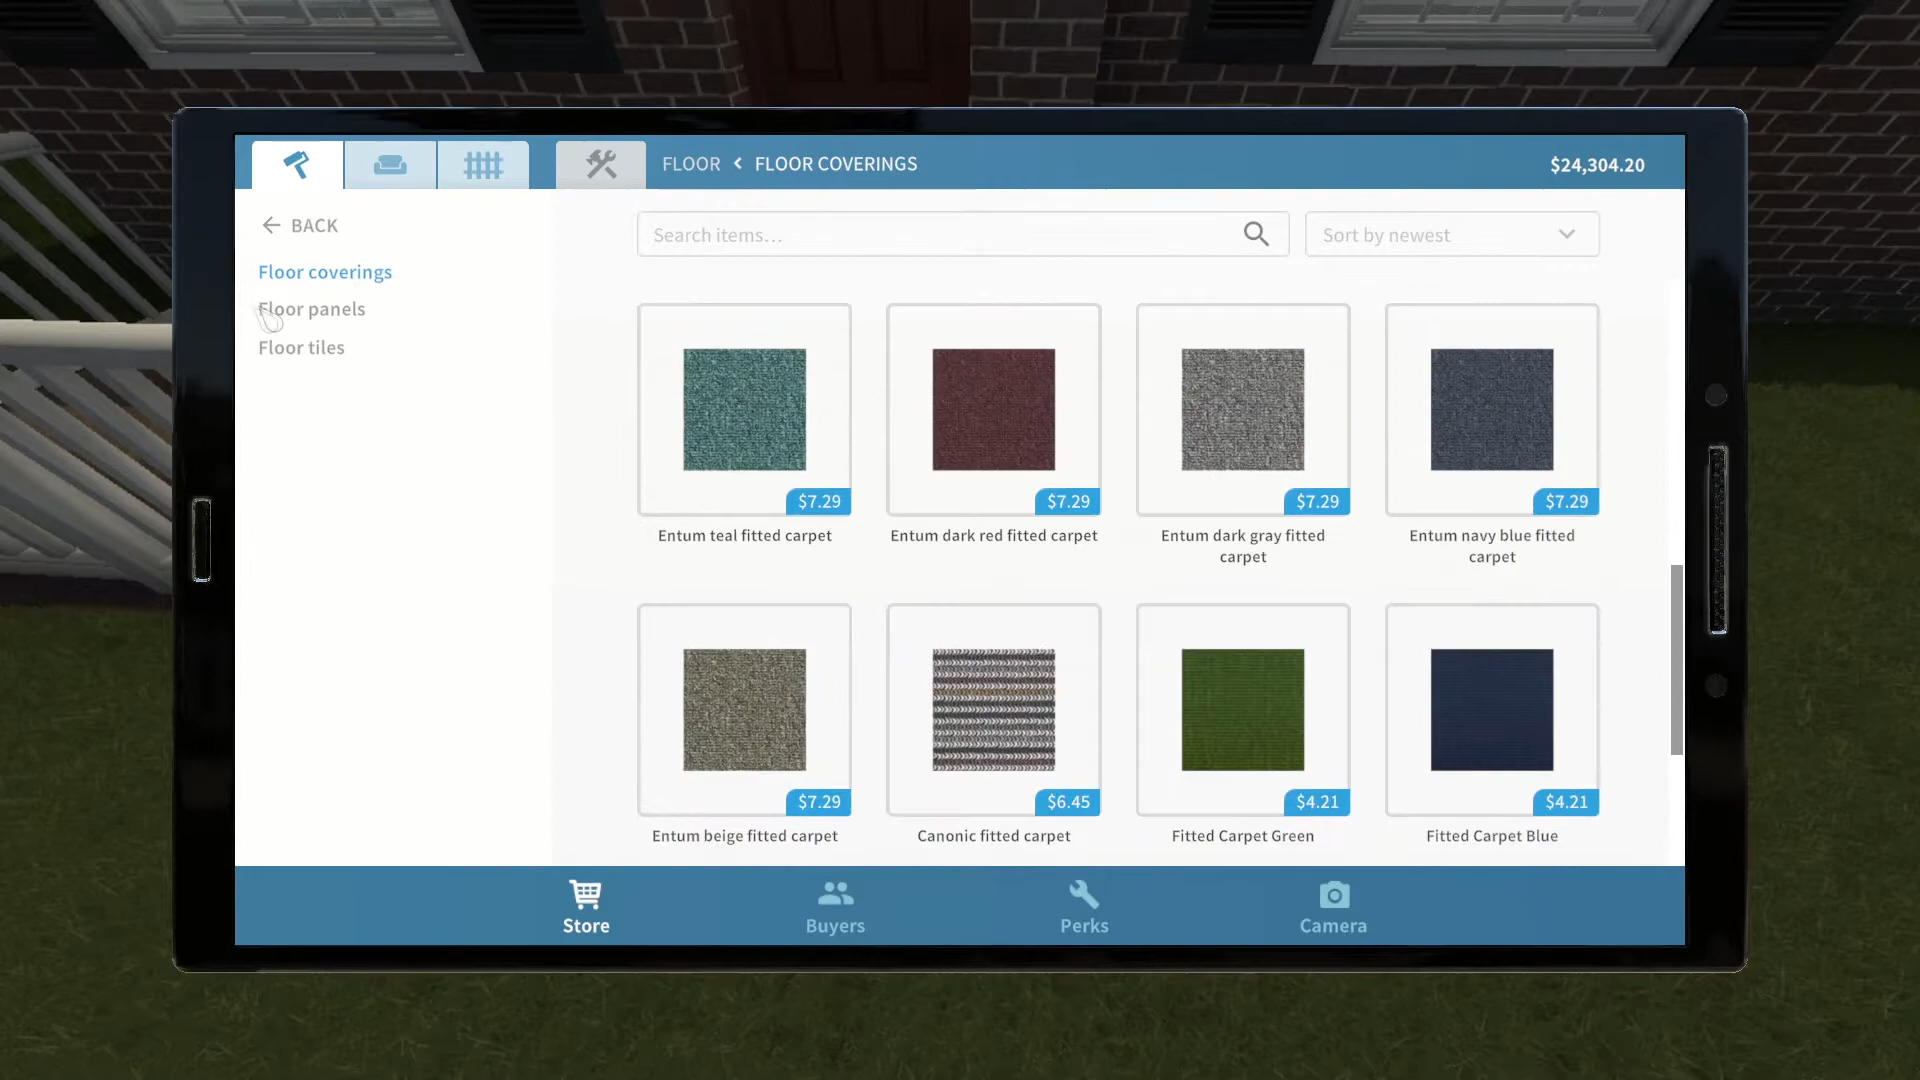 FLOOR < FLOOR COVERINGS
$24,304.20
BACK
Search items...
Sort by newest
Floor coverings
Floor panels
Floor tiles
$7.29
$7.29
$7.29
$7.29
Entum teal fitted carpet
Entum dark red fitted carpet
Entum dark gray fitted
carpet
Entum navy blue fitted
carpet
$7.29
$6.45
$4.21
$4.21
Entum beige fitted carpet
Canonic fitted carpet
Fitted Carpet Green
Fitted Carpet Blue
Store
Buyers
Perks
Camera